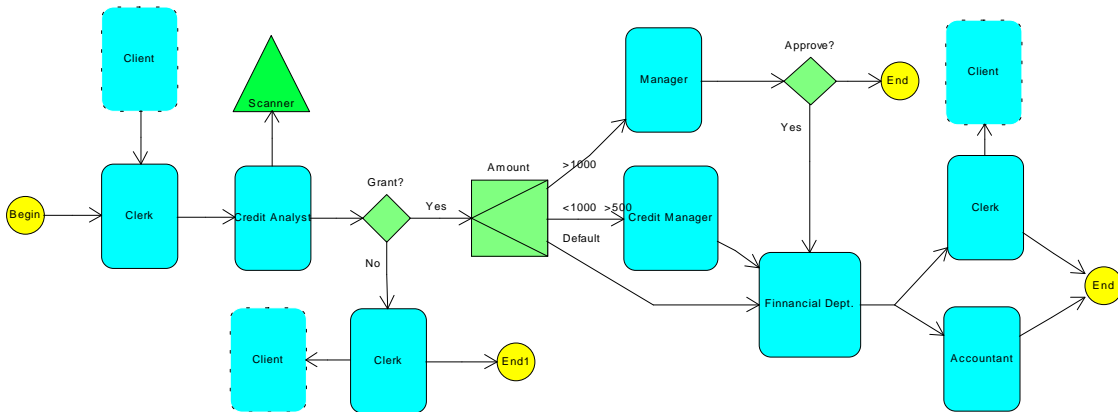 Client
Scanner
Begin
Clerk
Credit Analyst
Grant?
Yes
No
Client
Clerk
End1
Amount
>1000
<1000 >500
Default
Manager
Credit Manager
Approve?
End
Yes
Finnancial Dept.
Client
Clerk
Accountant
End